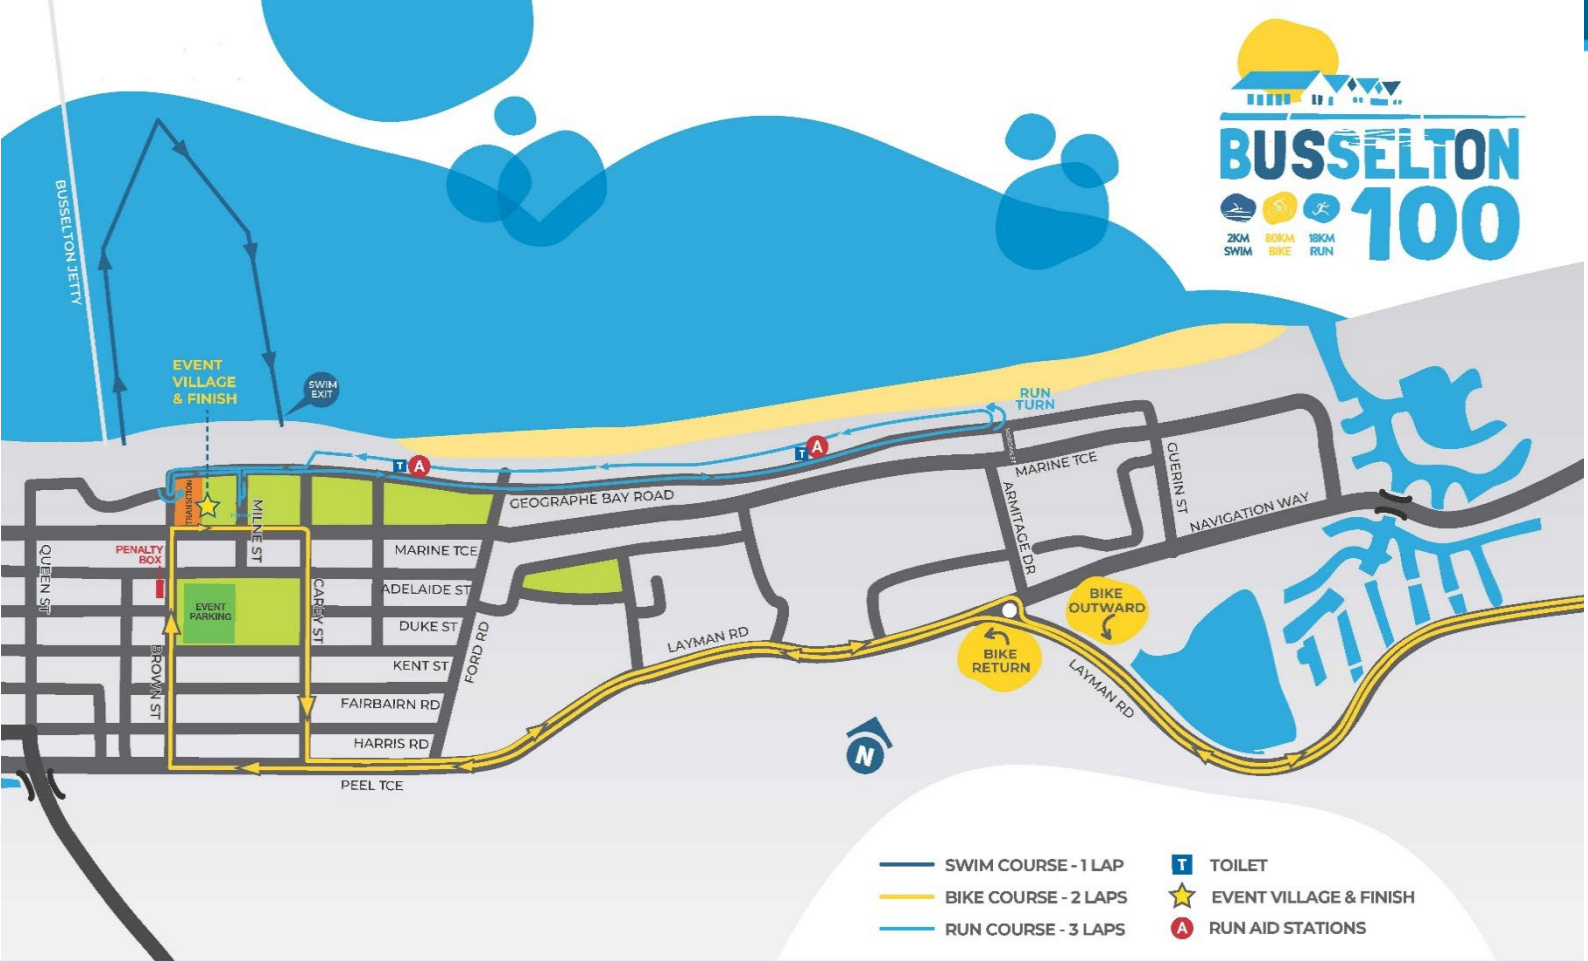 BUSSELTON
100
2KM
SWIM
80KM
BIKE
18KM
RUN
BUSSELTON JETTY
EVENT
VILLAGE
& FINISH
SWIM
EXIT
RUN
TURN
T
A
T
A
TRANSITION
MILNE ST
GEOGRAPHE BAY ROAD
MARINE TCE
GUERIN ST
NAVIGATION WAY
ARMITAGE DR
QUEEN ST
PENALTY
BOX
MARINE TCE
ADELAIDE ST
CAREY ST
EVENT
PARKING
DUKE ST
KENT ST
FORD RD
BROWN ST
FAIRBAIRN RD
HARRIS RD
PEEL TCE
LAYMAN RD
BIKE
OUTWARD
BIKE
RETURN
LAYMAN RD
N
SWIM COURSE - 1 LAP
BIKE COURSE - 2 LAPS
RUN COURSE - 3 LAPS
T TOILET
EVENT VILLAGE & FINISH
A RUN AID STATIONS